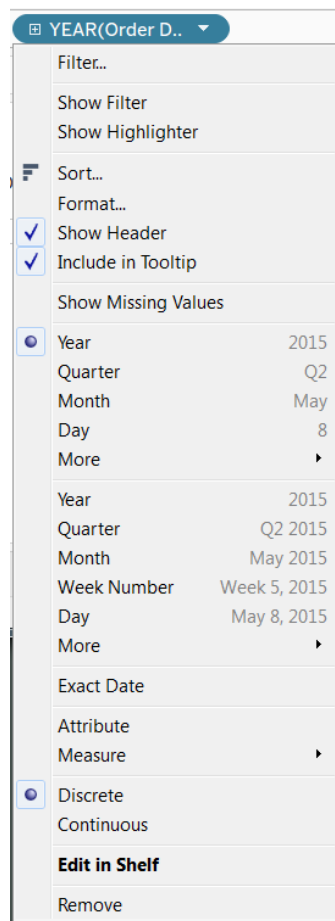 YEAR(Order D..
Filter...
Show Filter
Show Highlighter
Sort...
Format...
Show Header
Include in Tooltip
Show Missing Values
Year 2015
Quarter Q2
Month May
Day 8
More
Year 2015
Quarter Q2 2015
Month May 2015
Week Number Week 5, 2015
Day May 8, 2015
More
Exact Date
Attribute
Measure
Discrete
Continuous
Edit in Shelf
Remove